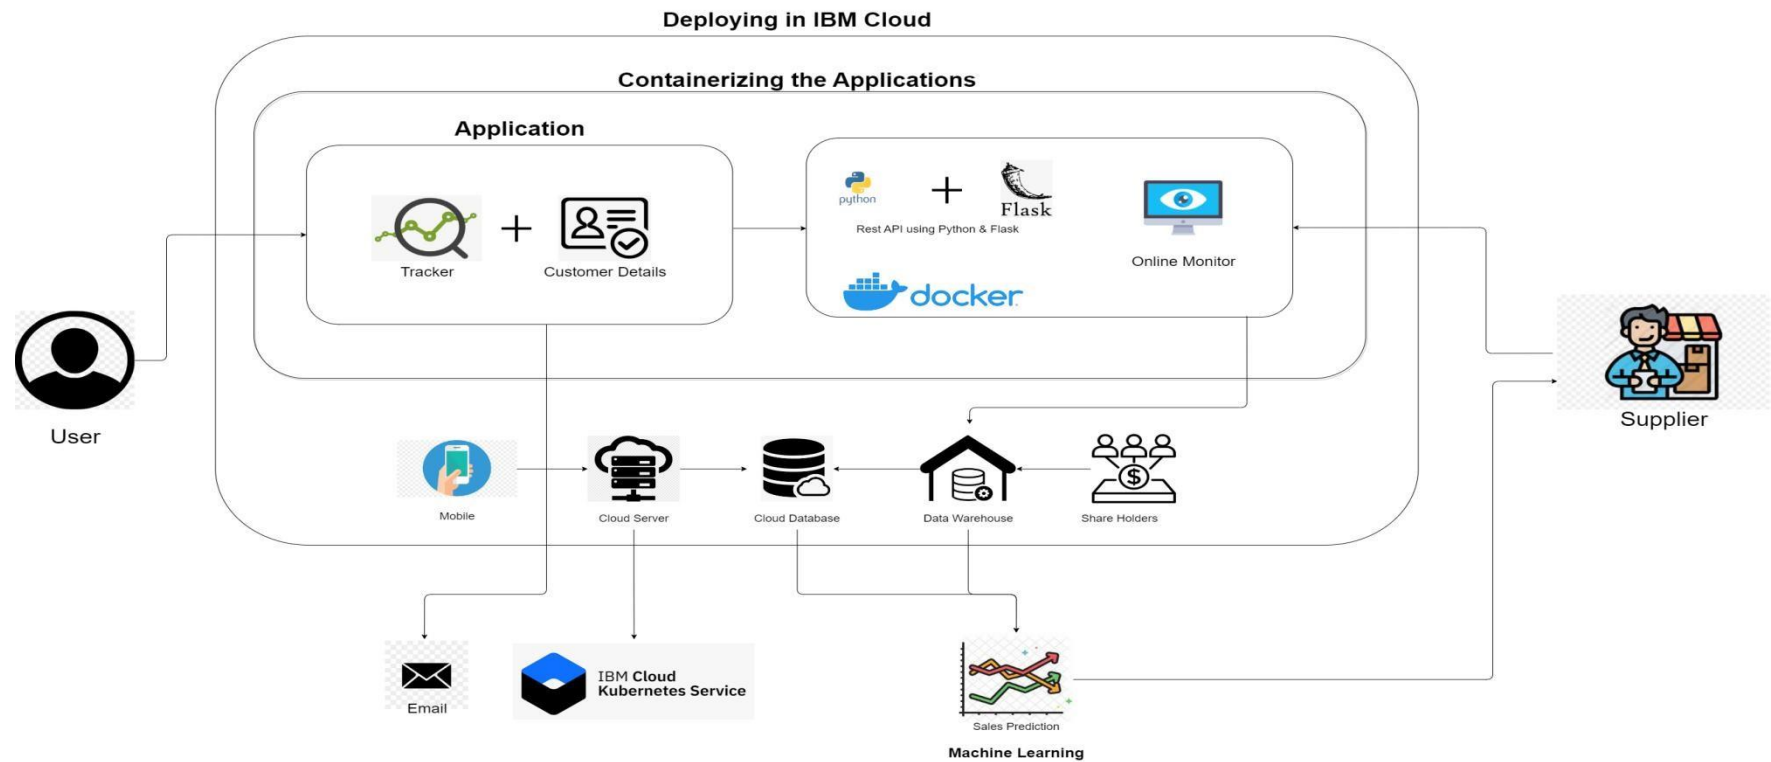 Deploying in IBM Cloud
Containerizing the Applications
Application
Tracker
Customer Details
python
Flask
Rest API using Python & Flask
docker
Online Monitor
User
Supplier
Mobile
Cloud Server
Cloud Database
Data Warehouse
Share Holders
Email
IBM Cloud
Kubernetes Service
Sales Prediction
Machine Learning